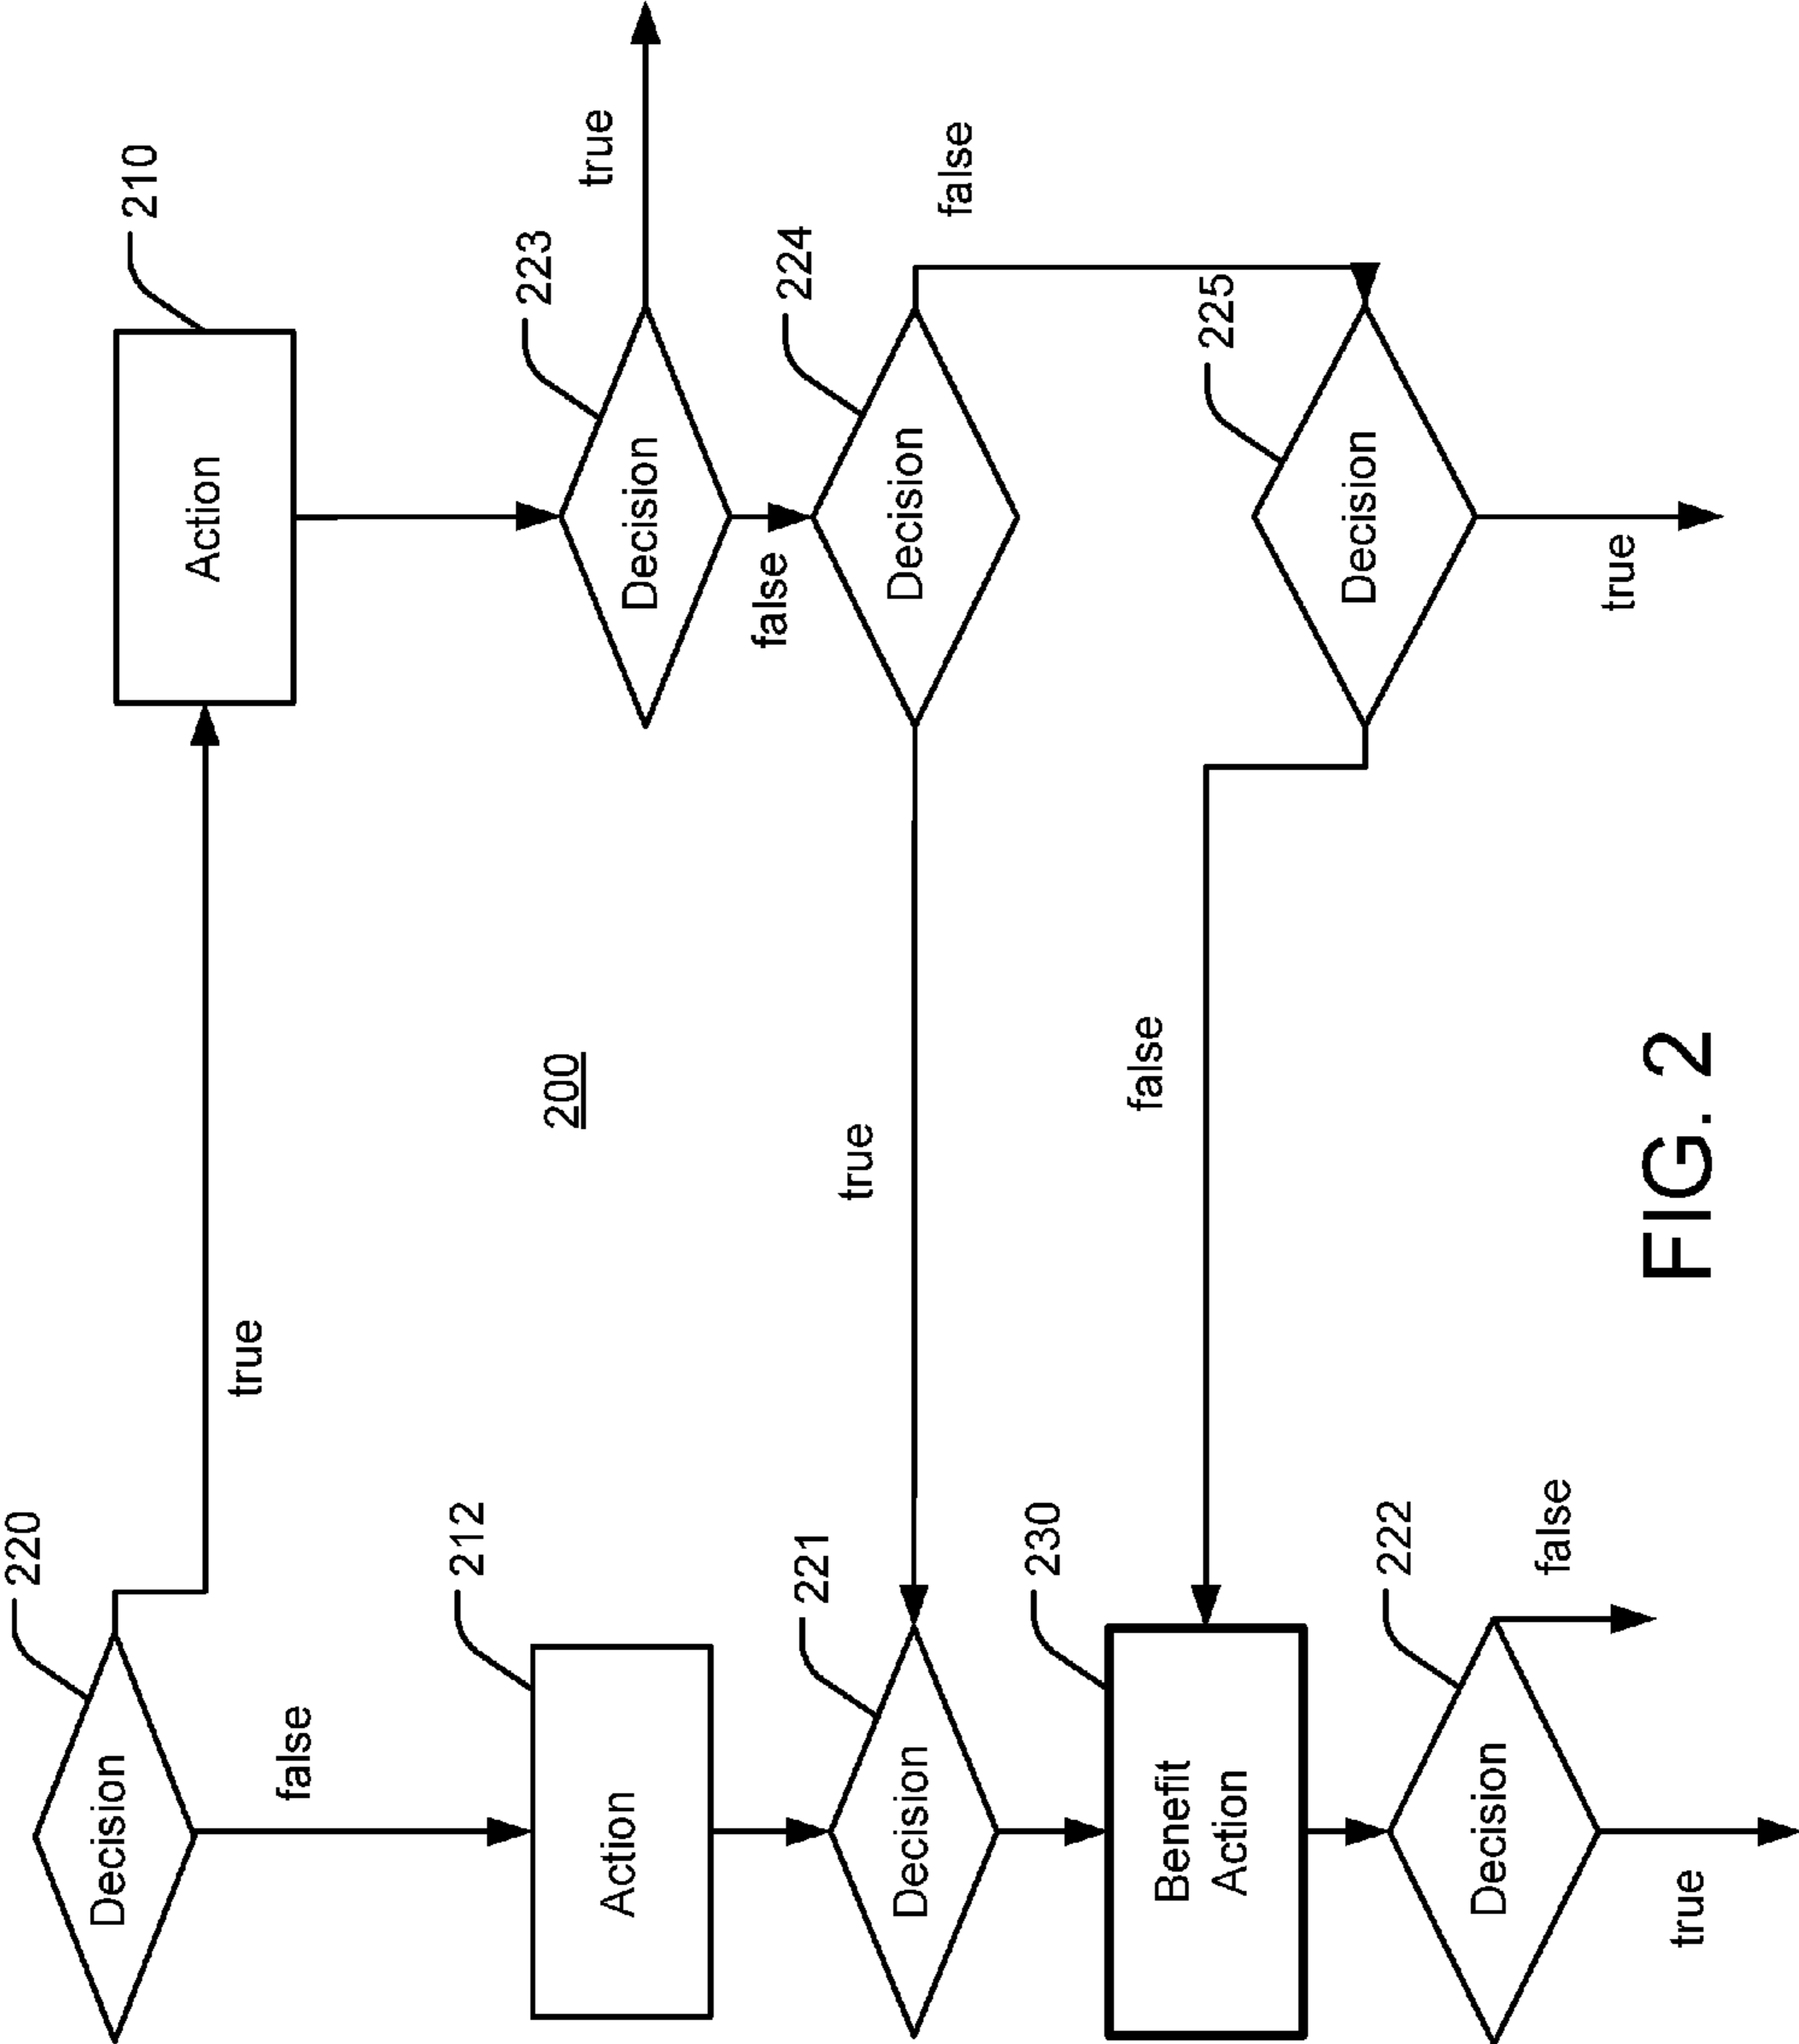 220
Decision
true
210
Action
false
212
Action
200
223
Decision
true
false
221
Decision
true
224
Decision
false
230
Benefit
Action
false
225
Decision
true
222
Decision
false
true
FIG. 2